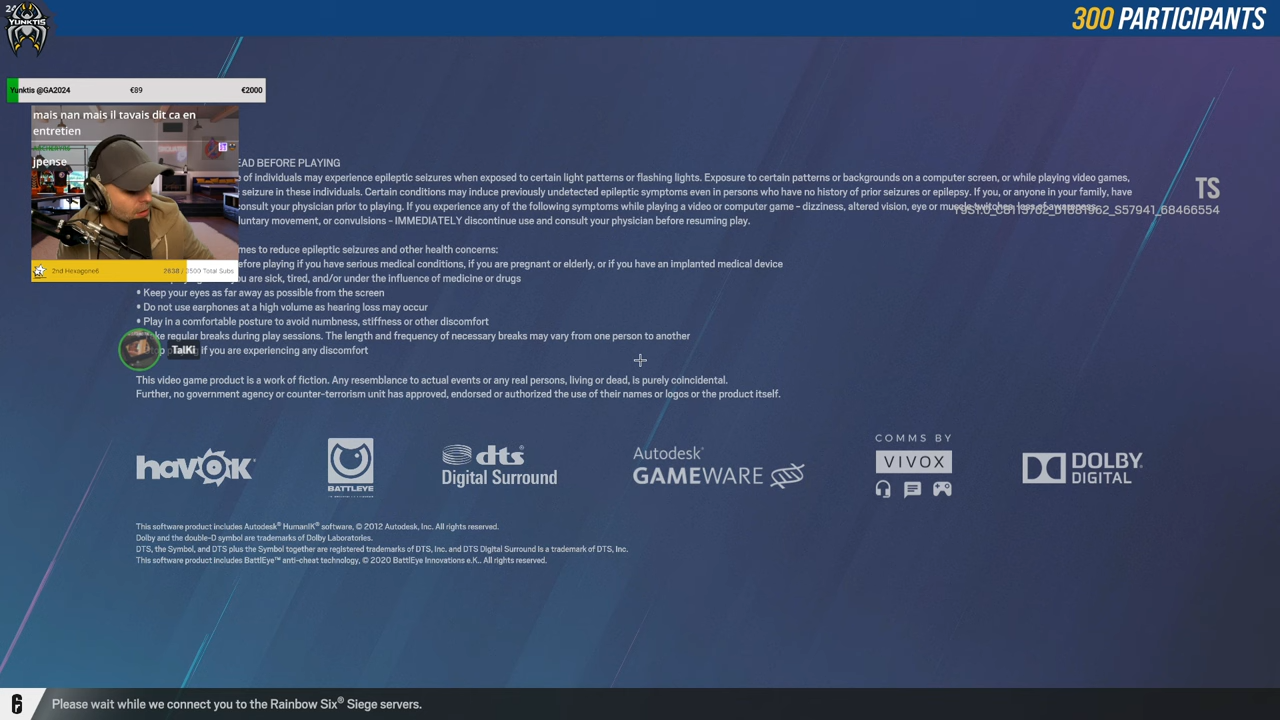 YUNKTIS
300 PARTICIPANTS
Yunktis @GA2024 €89 €2000
mais nan mais il tavais dit ca en
entretien
jpense
2nd Hexagone6 2638 / 3500 Total Subs
EAD BEFORE PLAYING
of individuals may experience epileptic seizures when exposed to certain light patterns or flashing lights. Exposure to certain patterns or backgrounds on a computer screen, or while playing video games,
seizure in these individuals. Certain conditions may induce previously undetected epileptic symptoms even in persons who have no history of prior seizures or epilepsy. If you, or anyone in your family, have
consult your physician prior to playing. If you experience any of the following symptoms while playing a video or computer game - dizziness, altered vision, eye or muscle twitches, loss of awareness,
luntary movement, or convulsions - IMMEDIATELY discontinue use and consult your physician before resuming play.
TS
mes to reduce epileptic seizures and other health concerns:
efore playing if you have serious medical conditions, if you are pregnant or elderly, or if you have an implanted medical device
you are sick, tired, and/or under the influence of medicine or drugs
• Keep your eyes as far away as possible from the screen
• Do not use earphones at a high volume as hearing loss may occur
• Play in a comfortable posture to avoid numbness, stiffness or other discomfort
ke regular breaks during play sessions. The length and frequency of necessary breaks may vary from one person to another
if you are experiencing any discomfort
TalKi
This video game product is a work of fiction. Any resemblance to actual events or any real persons, living or dead, is purely coincidental.
Further, no government agency or counter-terrorism unit has approved, endorsed or authorized the use of their names or logos or the product itself.
havok
BATTLEYE
dts
Digital Surround
Autodesk®
GAMEWARE
COMMS BY
VIVOX
DOLBY
DIGITAL
This software product includes Autodesk® HumanIK® software, © 2012 Autodesk, Inc. All rights reserved.
Dolby and the double-D symbol are trademarks of Dolby Laboratories.
DTS, the Symbol, and DTS plus the Symbol together are registered trademarks of DTS, Inc. and DTS Digital Surround is a trademark of DTS, Inc.
This software product includes BattlEye™ anti-cheat technology, © 2020 BattlEye Innovations e.K.. All rights reserved.
Please wait while we connect you to the Rainbow Six® Siege servers.